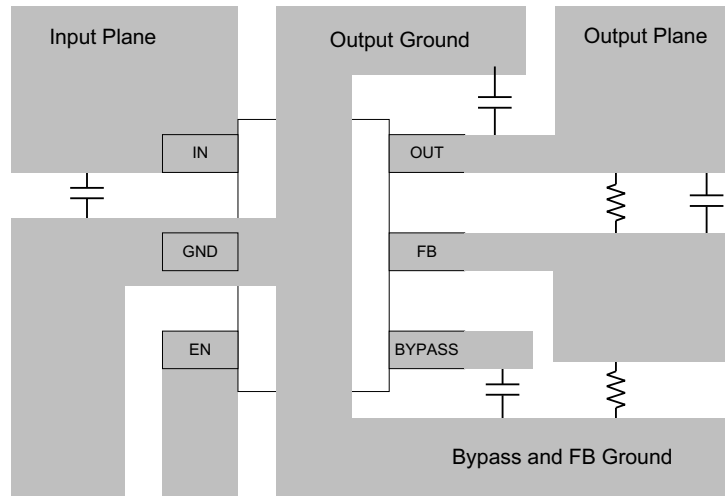 Input Plane
Output Ground
Output Plane
IN
OUT
GND
FB
EN
BYPASS
Bypass and FB Ground